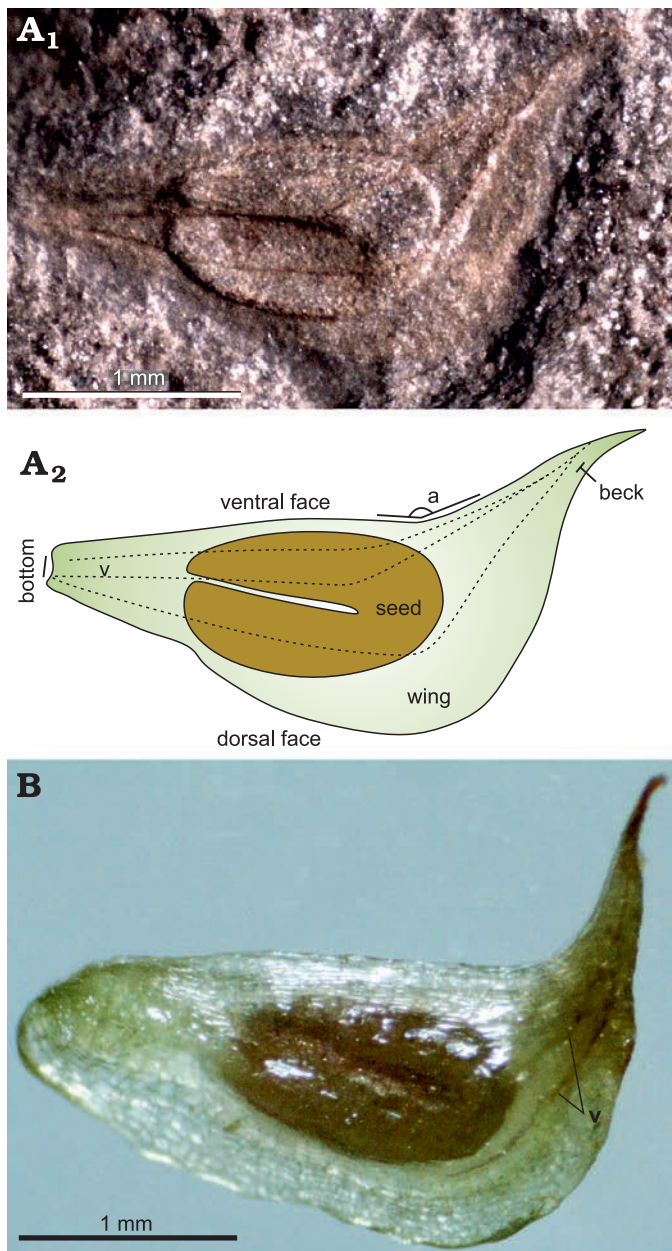 A1
1 mm
A2
ventral face
a
beck
bottom
v
seed
wing
dorsal face
B
v
1 mm